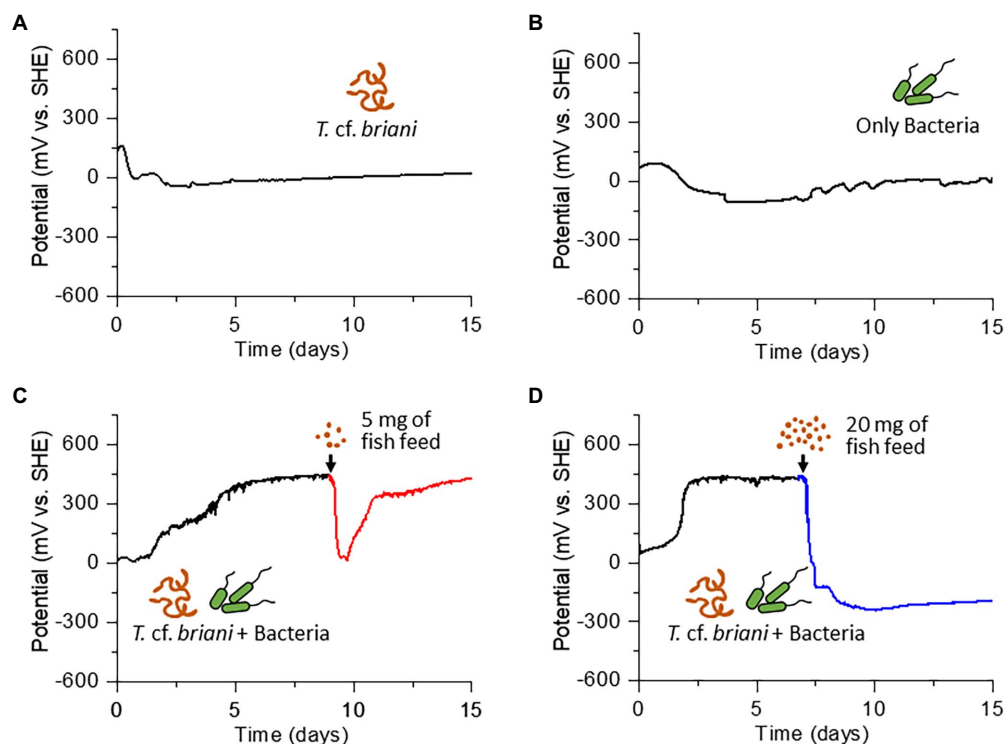 A
Potential (mV vs. SHE)
600
300
0
-300
-600
T. cf. briani
0
5
10
15
Time (days)
B
Potential (mV vs. SHE)
600
300
0
-300
-600
Only Bacteria
0
5
10
15
Time (days)
C
Potential (mV vs. SHE)
600
300
0
-300
-600
5 mg of
fish feed
T. cf. briani + Bacteria
0
5
10
15
Time (days)
D
Potential (mV vs. SHE)
600
300
0
-300
-600
20 mg of
fish feed
T. cf. briani + Bacteria
0
5
10
15
Time (days)